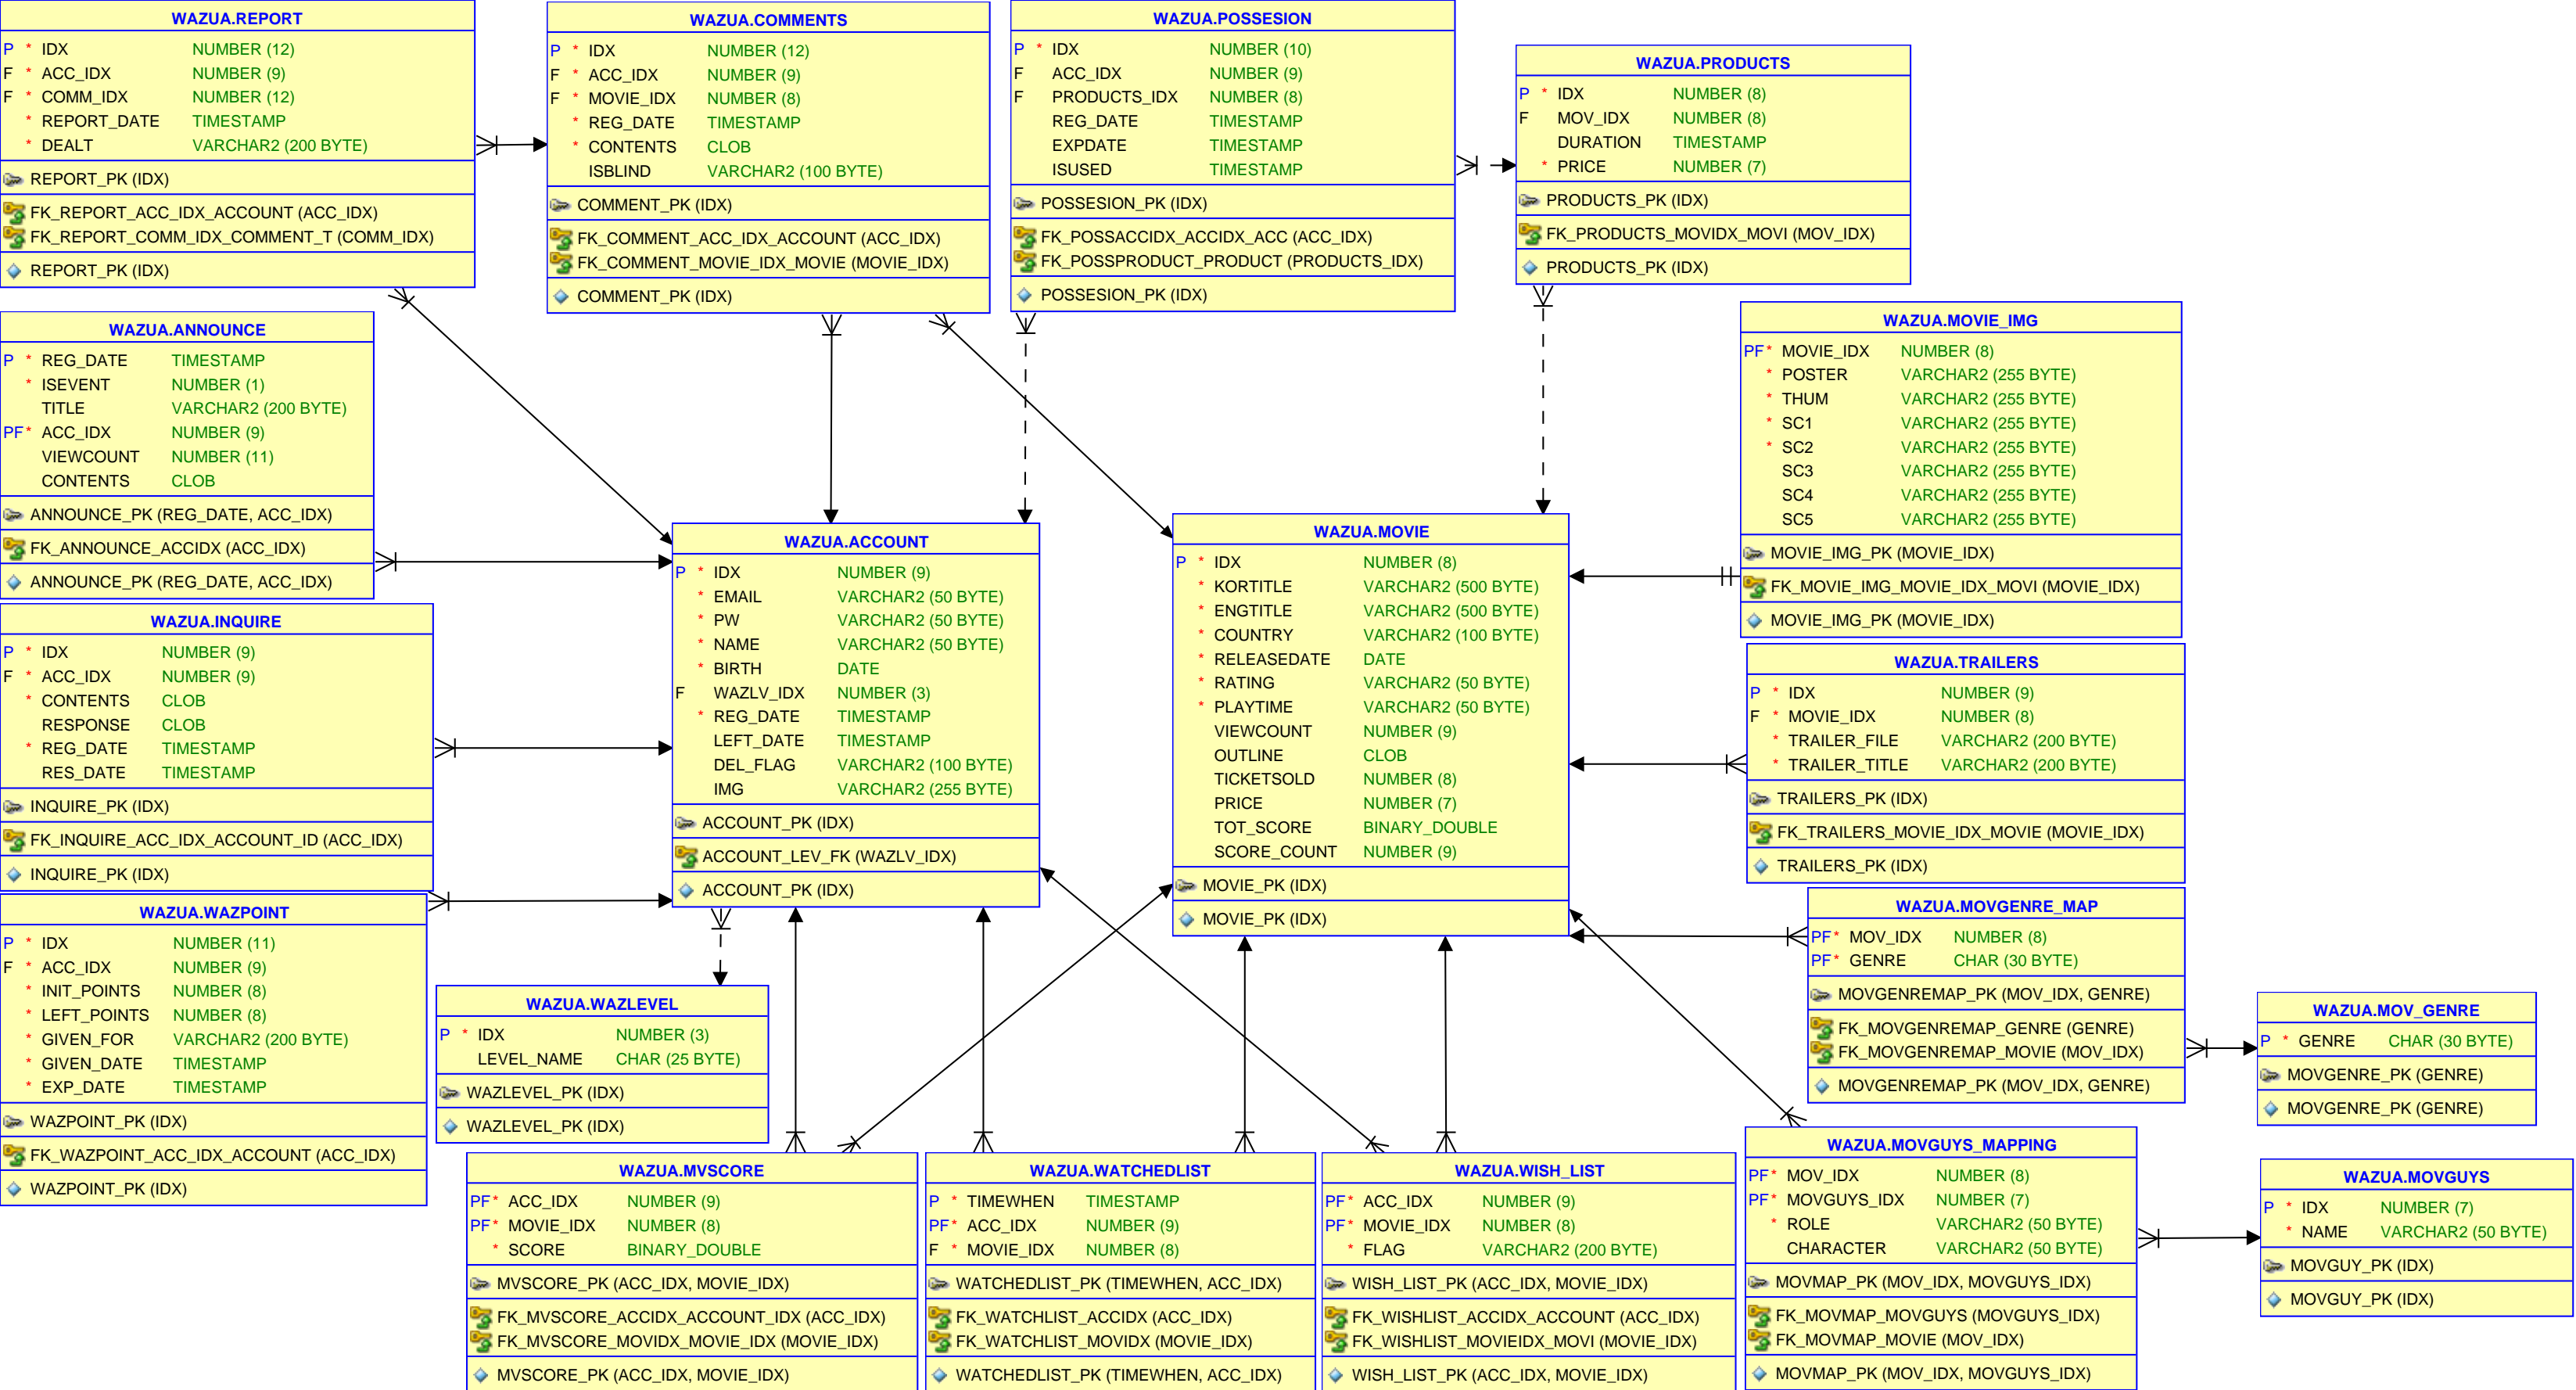 WAZUA.REPORT
P * IDX NUMBER (12)
F * ACC_IDX NUMBER (9)
F * COMM_IDX NUMBER (12)
* REPORT_DATE TIMESTAMP
* DEALT VARCHAR2 (200 BYTE)
REPORT_PK (IDX)
FK_REPORT_ACC_IDX_ACCOUNT (ACC_IDX)
FK_REPORT_COMM_IDX_COMMENT_T (COMM_IDX)
REPORT_PK (IDX)
WAZUA.COMMENTS
P * IDX NUMBER (12)
F * ACC_IDX NUMBER (9)
F * MOVIE_IDX NUMBER (8)
* REG_DATE TIMESTAMP
* CONTENTS CLOB
ISBLIND VARCHAR2 (100 BYTE)
COMMENT_PK (IDX)
FK_COMMENT_ACC_IDX_ACCOUNT (ACC_IDX)
FK_COMMENT_MOVIE_IDX_MOVIE (MOVIE_IDX)
COMMENT_PK (IDX)
WAZUA.POSSESION
P * IDX NUMBER (10)
F ACC_IDX NUMBER (9)
F PRODUCTS_IDX NUMBER (8)
REG_DATE TIMESTAMP
EXPDATE TIMESTAMP
ISUSED TIMESTAMP
POSSESION_PK (IDX)
FK_POSSACCIDX_ACCIDX_ACC (ACC_IDX)
FK_POSSPRODUCT_PRODUCT (PRODUCTS_IDX)
POSSESION_PK (IDX)
WAZUA.PRODUCTS
P * IDX NUMBER (8)
F MOV_IDX NUMBER (8)
DURATION TIMESTAMP
* PRICE NUMBER (7)
PRODUCTS_PK (IDX)
FK_PRODUCTS_MOVIDX_MOVI (MOV_IDX)
PRODUCTS_PK (IDX)
WAZUA.ANNOUNCE
P * REG_DATE TIMESTAMP
* ISEVENT NUMBER (1)
TITLE VARCHAR2 (200 BYTE)
PF* ACC_IDX NUMBER (9)
VIEWCOUNT NUMBER (11)
CONTENTS CLOB
ANNOUNCE_PK (REG_DATE, ACC_IDX)
FK_ANNOUNCE_ACCIDX (ACC_IDX)
ANNOUNCE_PK (REG_DATE, ACC_IDX)
WAZUA.MOVIE_IMG
PF* MOVIE_IDX NUMBER (8)
* POSTER VARCHAR2 (255 BYTE)
* THUM VARCHAR2 (255 BYTE)
* SC1 VARCHAR2 (255 BYTE)
* SC2 VARCHAR2 (255 BYTE)
SC3 VARCHAR2 (255 BYTE)
SC4 VARCHAR2 (255 BYTE)
SC5 VARCHAR2 (255 BYTE)
MOVIE_IMG_PK (MOVIE_IDX)
FK_MOVIE_IMG_MOVIE_IDX_MOVI (MOVIE_IDX)
MOVIE_IMG_PK (MOVIE_IDX)
WAZUA.INQUIRE
P * IDX NUMBER (9)
F * ACC_IDX NUMBER (9)
* CONTENTS CLOB
RESPONSE CLOB
* REG_DATE TIMESTAMP
RES_DATE TIMESTAMP
INQUIRE_PK (IDX)
FK_INQUIRE_ACC_IDX_ACCOUNT_ID (ACC_IDX)
INQUIRE_PK (IDX)
WAZUA.ACCOUNT
P * IDX NUMBER (9)
* EMAIL VARCHAR2 (50 BYTE)
* PW VARCHAR2 (50 BYTE)
* NAME VARCHAR2 (50 BYTE)
* BIRTH DATE
F WAZLV_IDX NUMBER (3)
* REG_DATE TIMESTAMP
LEFT_DATE TIMESTAMP
DEL_FLAG VARCHAR2 (100 BYTE)
IMG VARCHAR2 (255 BYTE)
ACCOUNT_PK (IDX)
ACCOUNT_LEV_FK (WAZLV_IDX)
ACCOUNT_PK (IDX)
WAZUA.MOVIE
P * IDX NUMBER (8)
* KORTITLE VARCHAR2 (500 BYTE)
* ENGTITLE VARCHAR2 (500 BYTE)
* COUNTRY VARCHAR2 (100 BYTE)
* RELEASEDATE DATE
* RATING VARCHAR2 (50 BYTE)
* PLAYTIME VARCHAR2 (50 BYTE)
VIEWCOUNT NUMBER (9)
OUTLINE CLOB
TICKETSOLD NUMBER (8)
PRICE NUMBER (7)
TOT_SCORE BINARY_DOUBLE
SCORE_COUNT NUMBER (9)
MOVIE_PK (IDX)
MOVIE_PK (IDX)
WAZUA.TRAILERS
P * IDX NUMBER (9)
F * MOVIE_IDX NUMBER (8)
* TRAILER_FILE VARCHAR2 (200 BYTE)
* TRAILER_TITLE VARCHAR2 (200 BYTE)
TRAILERS_PK (IDX)
FK_TRAILERS_MOVIE_IDX_MOVIE (MOVIE_IDX)
TRAILERS_PK (IDX)
WAZUA.WAZPOINT
P * IDX NUMBER (11)
F * ACC_IDX NUMBER (9)
* INIT_POINTS NUMBER (8)
* LEFT_POINTS NUMBER (8)
* GIVEN_FOR VARCHAR2 (200 BYTE)
* GIVEN_DATE TIMESTAMP
* EXP_DATE TIMESTAMP
WAZPOINT_PK (IDX)
FK_WAZPOINT_ACC_IDX_ACCOUNT (ACC_IDX)
WAZPOINT_PK (IDX)
WAZUA.WAZLEVEL
P * IDX NUMBER (3)
LEVEL_NAME CHAR (25 BYTE)
WAZLEVEL_PK (IDX)
WAZLEVEL_PK (IDX)
WAZUA.MOVGENRE_MAP
PF* MOV_IDX NUMBER (8)
PF* GENRE CHAR (30 BYTE)
MOVGENREMAP_PK (MOV_IDX, GENRE)
FK_MOVGENREMAP_GENRE (GENRE)
FK_MOVGENREMAP_MOVIE (MOV_IDX)
MOVGENREMAP_PK (MOV_IDX, GENRE)
WAZUA.MOV_GENRE
P * GENRE CHAR (30 BYTE)
MOVGENRE_PK (GENRE)
MOVGENRE_PK (GENRE)
WAZUA.MVSCORE
PF* ACC_IDX NUMBER (9)
PF* MOVIE_IDX NUMBER (8)
* SCORE BINARY_DOUBLE
MVSCORE_PK (ACC_IDX, MOVIE_IDX)
FK_MVSCORE_ACCIDX_ACCOUNT_IDX (ACC_IDX)
FK_MVSCORE_MOVIDX_MOVIE_IDX (MOVIE_IDX)
MVSCORE_PK (ACC_IDX, MOVIE_IDX)
WAZUA.WATCHEDLIST
P * TIMEWHEN TIMESTAMP
PF* ACC_IDX NUMBER (9)
F * MOVIE_IDX NUMBER (8)
WATCHEDLIST_PK (TIMEWHEN, ACC_IDX)
FK_WATCHLIST_ACCIDX (ACC_IDX)
FK_WATCHLIST_MOVIDX (MOVIE_IDX)
WATCHEDLIST_PK (TIMEWHEN, ACC_IDX)
WAZUA.WISH_LIST
PF* ACC_IDX NUMBER (9)
PF* MOVIE_IDX NUMBER (8)
* FLAG VARCHAR2 (200 BYTE)
WISH_LIST_PK (ACC_IDX, MOVIE_IDX)
FK_WISHLIST_ACCIDX_ACCOUNT (ACC_IDX)
FK_WISHLIST_MOVIEIDX_MOVI (MOVIE_IDX)
WISH_LIST_PK (ACC_IDX, MOVIE_IDX)
WAZUA.MOVGUYS_MAPPING
PF* MOV_IDX NUMBER (8)
PF* MOVGUYS_IDX NUMBER (7)
* ROLE VARCHAR2 (50 BYTE)
CHARACTER VARCHAR2 (50 BYTE)
MOVMAP_PK (MOV_IDX, MOVGUYS_IDX)
FK_MOVMAP_MOVGUYS (MOVGUYS_IDX)
FK_MOVMAP_MOVIE (MOV_IDX)
MOVMAP_PK (MOV_IDX, MOVGUYS_IDX)
WAZUA.MOVGUYS
P * IDX NUMBER (7)
* NAME VARCHAR2 (50 BYTE)
MOVGUY_PK (IDX)
MOVGUY_PK (IDX)